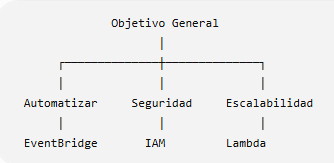 Objetivo General
Automatizar Seguridad Escalabilidad
EventBridge IAM Lambda